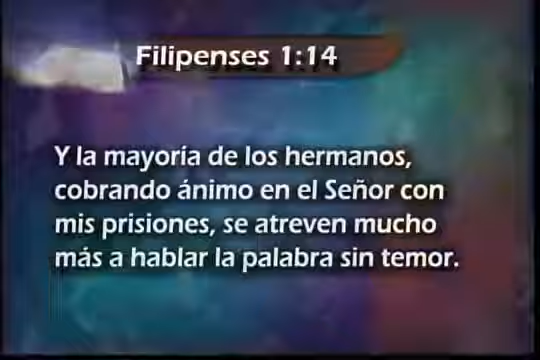 Filipenses 1:14
Y la mayoría de los hermanos,
cobrando ánimo en el Señor con
mis prisiones, se atreven mucho
más a hablar la palabra sin temor.